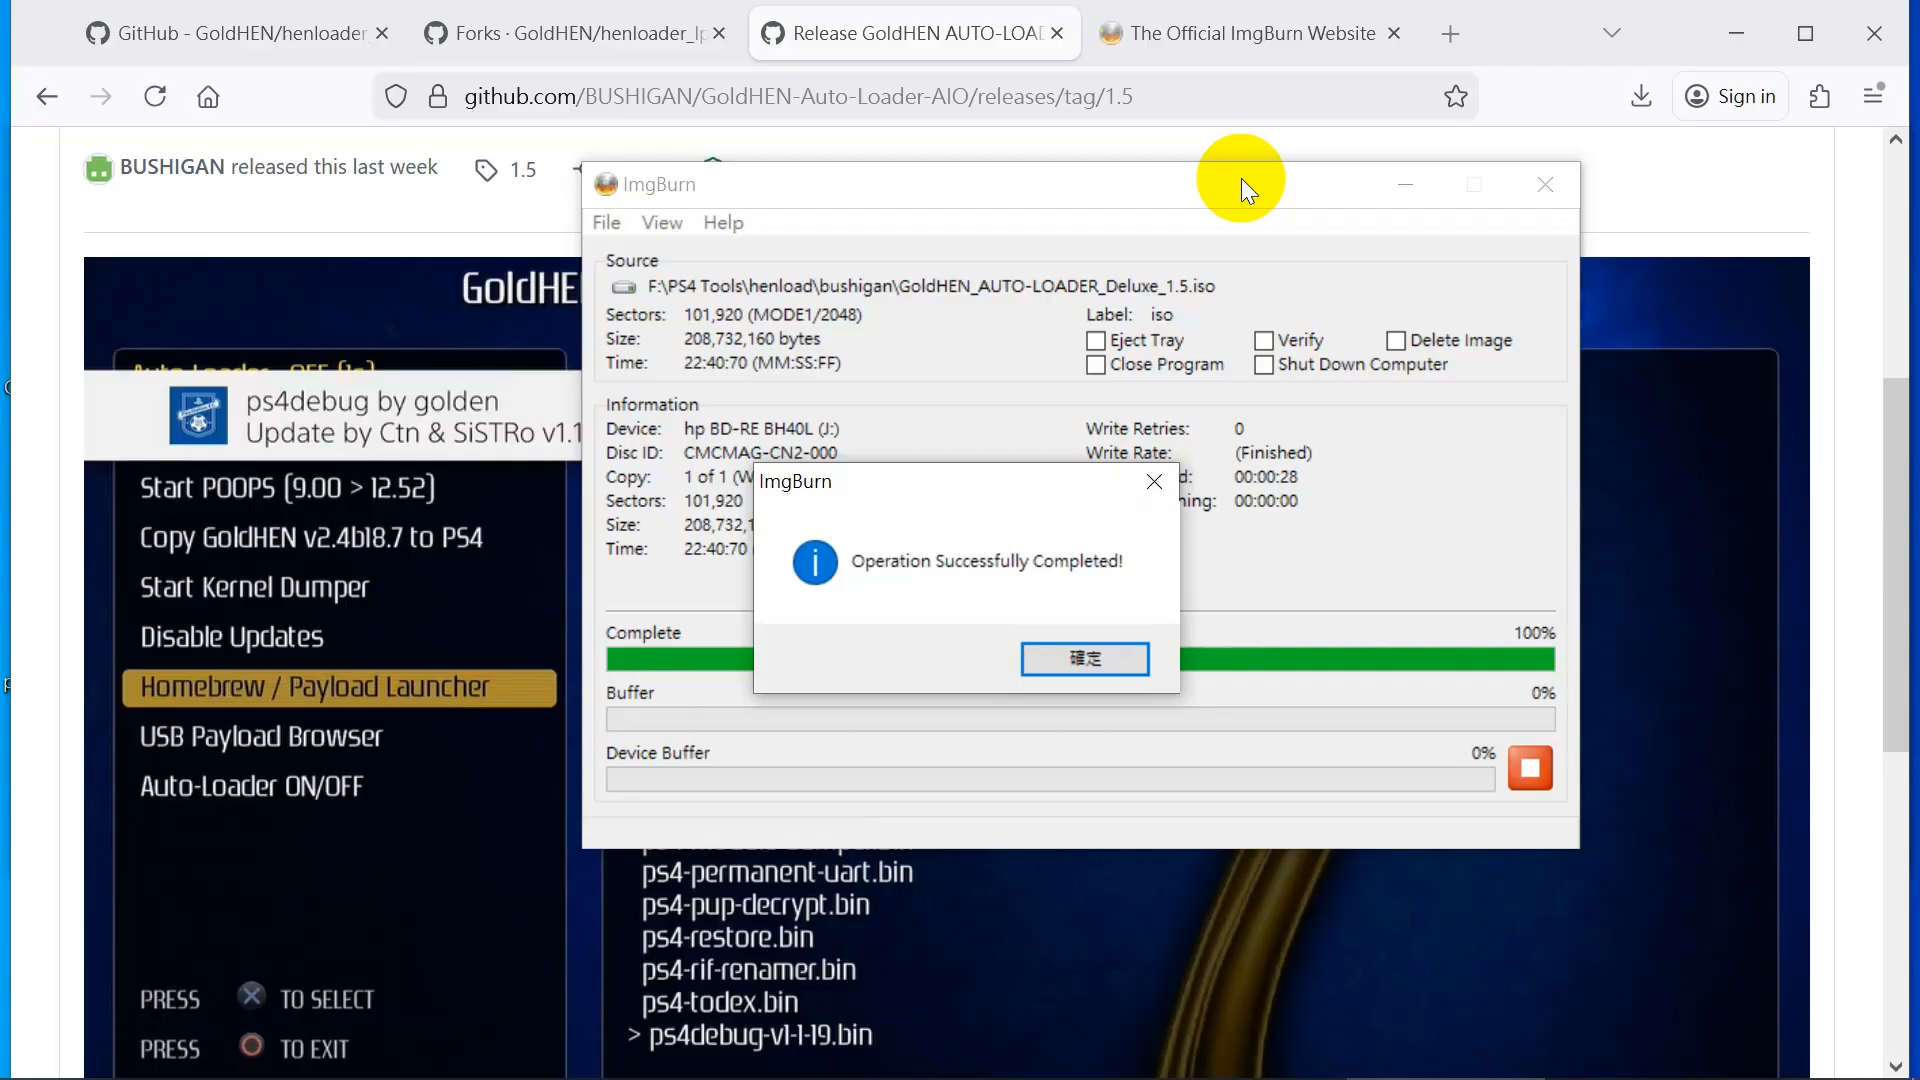 GitHub - GoldHEN/henloader_
Forks · GoldHEN/henloader_lp
Release GoldHEN AUTO-LOA
The Official ImgBurn Website
github.com/BUSHIGAN/GoldHEN-Auto-Loader-AIO/releases/tag/1.5
Sign in
BUSHIGAN released this last week
1.5
ImgBurn
File View Help
Source
F:\PS4 Tools\henload\bushigan\GoldHEN_AUTO-LOADER_Deluxe_1.5.iso
Sectors: 101,920 (MODE1/2048)
Label: iso
Size: 208,732,160 bytes
Eject Tray
Verify
Delete Image
Time: 22:40:70 (MM:SS:FF)
Close Program
Shut Down Computer
Information
Device: hp BD-RE BH40L (J:)
Write Retries: 0
Disc ID: CMCMAG-CN2-000
Write Rate: (Finished)
Copy: 1 of 1 (W
d: 00:00:28
Sectors: 101,920
ning: 00:00:00
Size: 208,732,1
Time: 22:40:70
ImgBurn
Operation Successfully Completed!
確定
Complete
100%
Buffer
0%
Device Buffer
0%
GoldHE
ps4debug by golden
Update by Ctn & SiSTRo v1.1
Start POOPS (9.00 > 12.52)
Copy GoldHEN v2.4b18.7 to PS4
Start Kernel Dumper
Disable Updates
Homebrew / Payload Launcher
USB Payload Browser
Auto-Loader ON/OFF
PRESS TO SELECT
PRESS TO EXIT
ps4-permanent-uart.bin
ps4-pup-decrypt.bin
ps4-restore.bin
ps4-rif-renamer.bin
ps4-todex.bin
> ps4debug-v1-1-19.bin